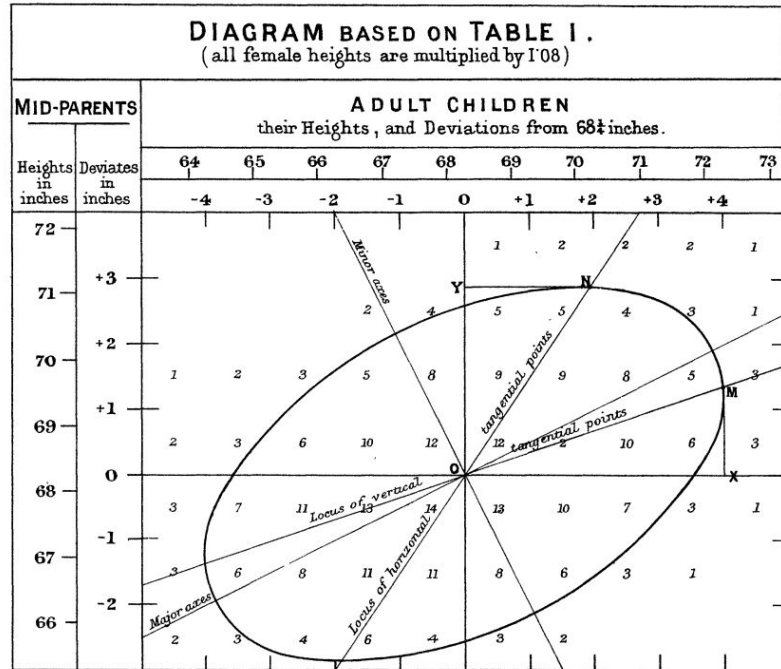 DIAGRAM BASED ON TABLE I.
(all female heights are multiplied by 1·08)
MID-PARENTS
ADULT CHILDREN
their Heights, and Deviations from 68¼ inches.
Heights in inches
Deviates in inches
64 65 66 67 68 69 70 71 72 73
-4 -3 -2 -1 0 +1 +2 +3 +4
72
1 2 2 2 1
Minor axes
+3
Y N
71
2 4 5 5 4 3 1
+2
tangential points
70
1 2 3 5 8 9 9 8 5 3
M
+1
69
2 3 6 10 12 12 2 10 6 3
tangential points
0
O X
68
3 7 11 13 14 13 10 7 3 1
Locus of vertical
-1
67
3 6 8 11 11 8 6 3 1
Major axes
Locus of horizontal
-2
66
2 3 4 6 4 3 2